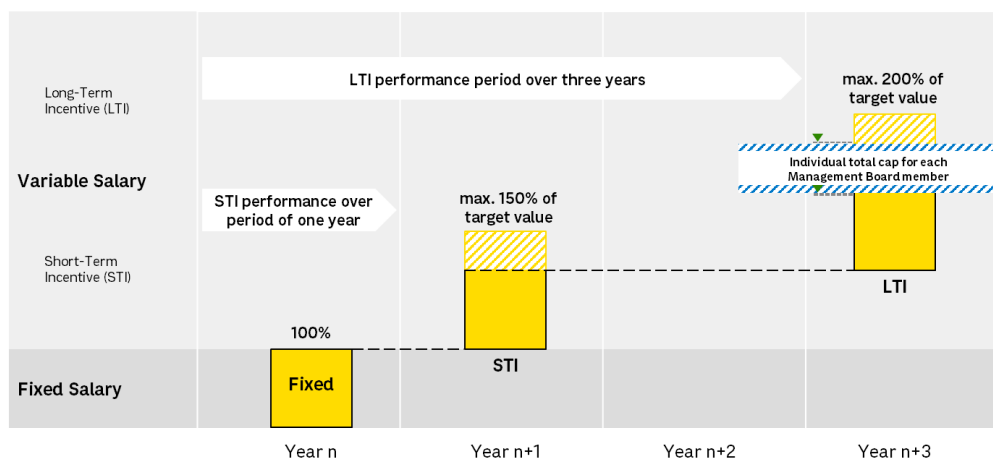 LTI performance period over three years
max. 200% of
target value
Long-Term
Incentive (LTI)
Individual total cap for each
Management Board member
Variable Salary
STI performance over
period of one year
max. 150% of
target value
Short-Term
Incentive (STI)
LTI
100%
STI
Fixed
Fixed Salary
Year n
Year n+1
Year n+2
Year n+3